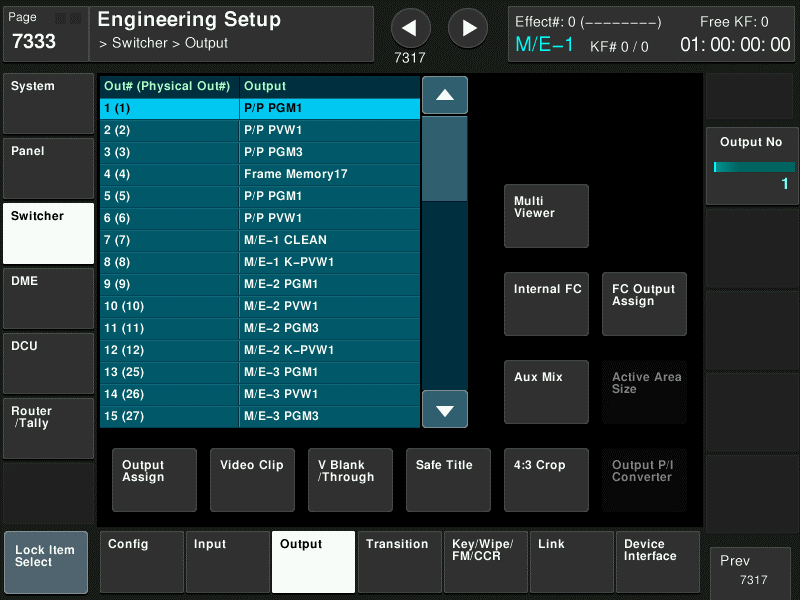 Page
7333
Engineering Setup
> Switcher > Output
7317
Effect#: 0 (--------)
Free KF: 0
M/E-1
KF# 0 / 0
01: 00: 00: 00
System
Panel
Switcher
DME
DCU
Router
/Tally
Lock Item
Select
Out# (Physical Out#) Output
1 (1) P/P PGM1
2 (2) P/P PVW1
3 (3) P/P PGM3
4 (4) Frame Memory17
5 (5) P/P PGM1
6 (6) P/P PVW1
7 (7) M/E-1 CLEAN
8 (8) M/E-1 K-PVW1
9 (9) M/E-2 PGM1
10 (10) M/E-2 PVW1
11 (11) M/E-2 PGM3
12 (12) M/E-2 K-PVW1
13 (25) M/E-3 PGM1
14 (26) M/E-3 PVW1
15 (27) M/E-3 PGM3
Multi
Viewer
Internal FC
FC Output
Assign
Aux Mix
Active Area
Size
Output
Assign
Video Clip
V Blank
/Through
Safe Title
4:3 Crop
Output P/I
Converter
Output No
1
Config
Input
Output
Transition
Key/Wipe/
FM/CCR
Link
Device
Interface
Prev
7317